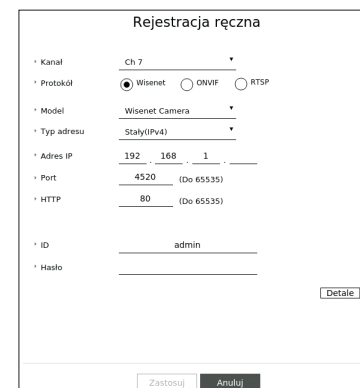 Rejestracja ręczna
Kanał Ch 7
Protokół Wisenet ONVIF RTSP
Model Wisenet Camera
Typ adresu Stały(IPv4)
Adres IP 192 . 168 . 1 .
Port 4520 (Do 65535)
HTTP 80 (Do 65535)
ID admin
Hasło
Detale
Zastosuj Anuluj